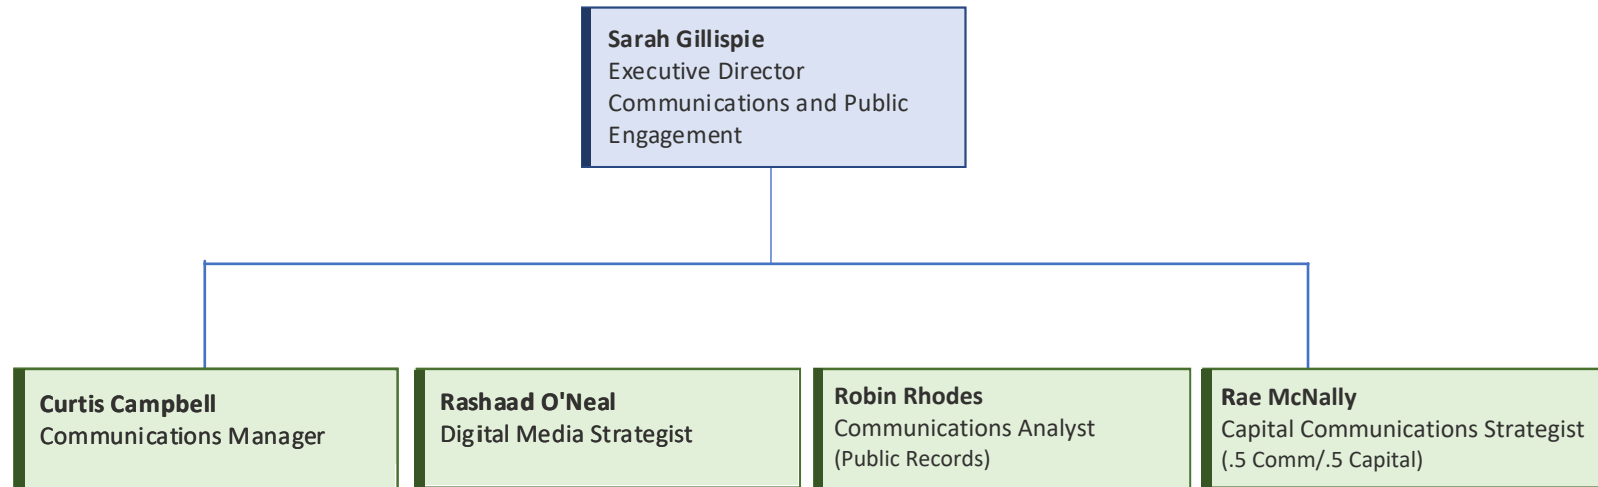 Sarah Gillispie
Executive Director
Communications and Public
Engagement
Curtis Campbell
Communications Manager
Rashaad O'Neal
Digital Media Strategist
Robin Rhodes
Communications Analyst
(Public Records)
Rae McNally
Capital Communications Strategist
(.5 Comm/.5 Capital)